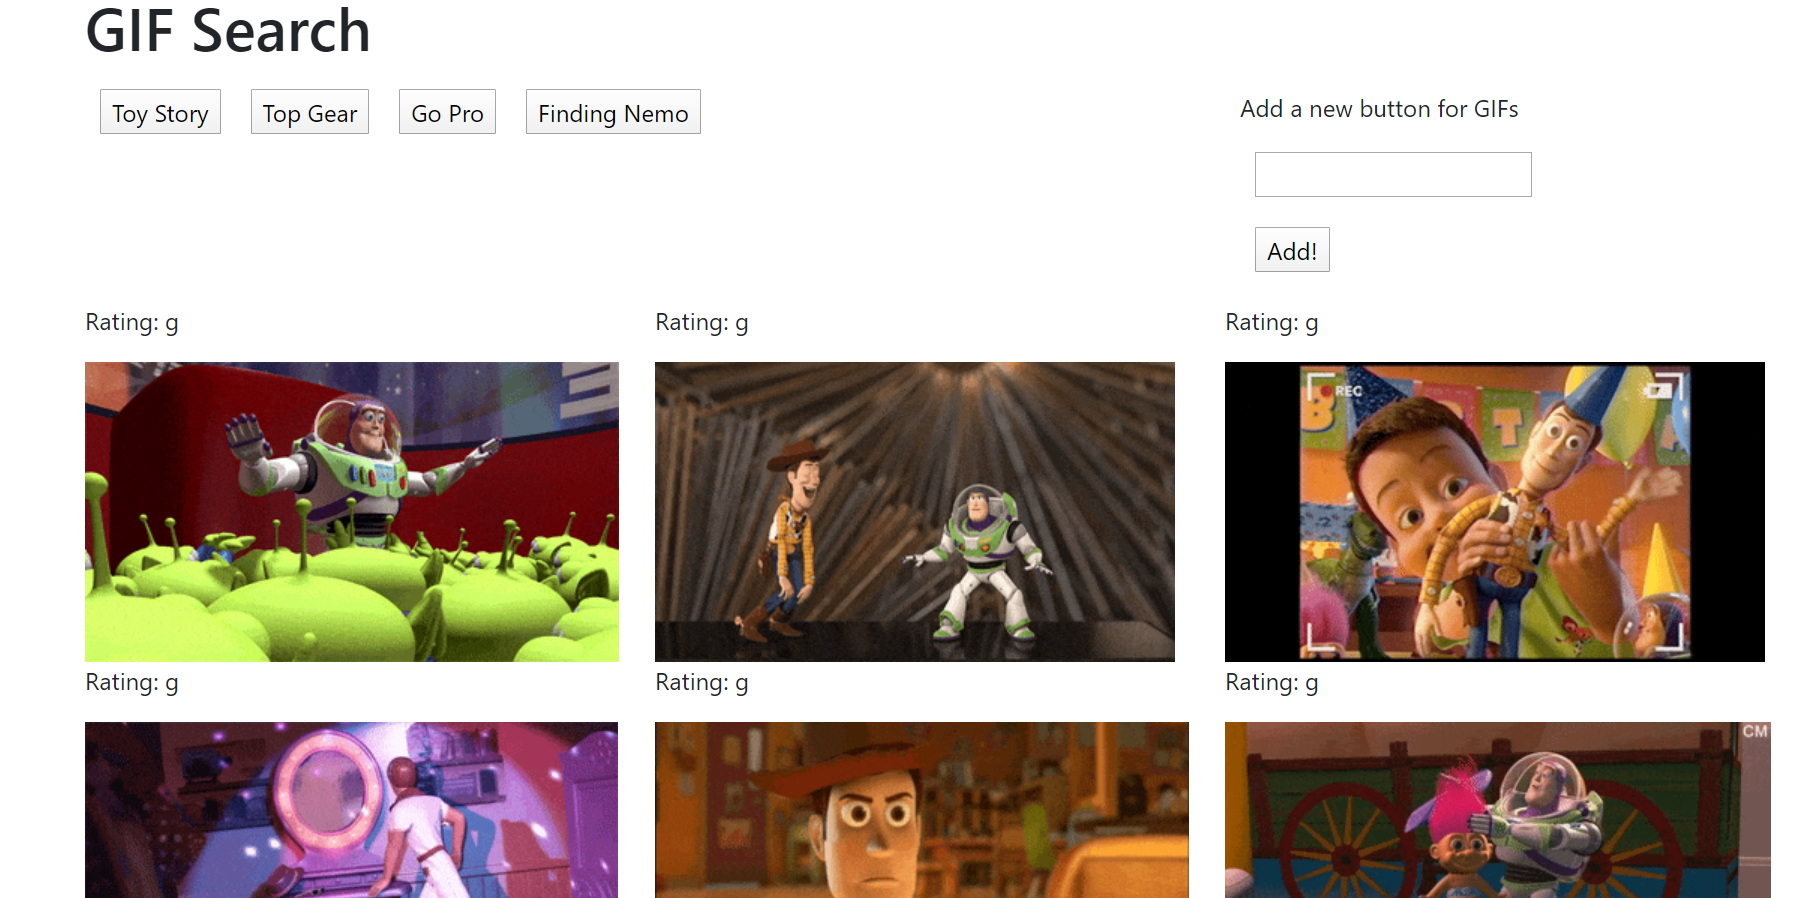 GIF Search
Toy Story
Top Gear
Go Pro
Finding Nemo
Add a new button for GIFs
Add!
Rating: g
Rating: g
Rating: g
REC
B
T
A
Rating: g
Rating: g
Rating: g
CM